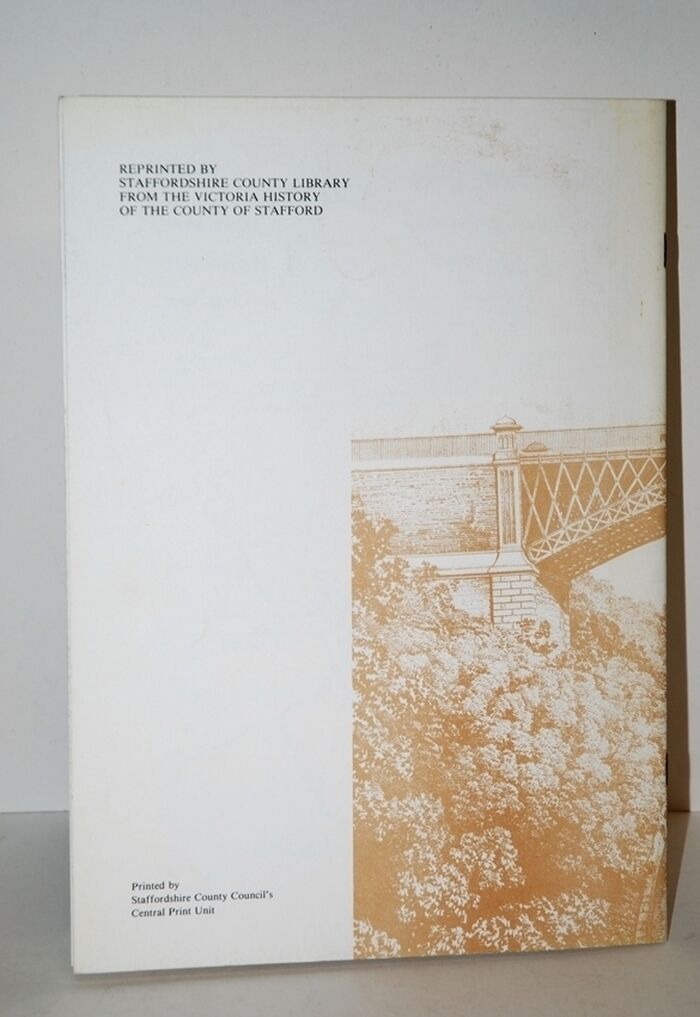 REPRINTED BY
STAFFORDSHIRE COUNTY LIBRARY
FROM THE VICTORIA HISTORY
OF THE COUNTY OF STAFFORD
Printed by
Staffordshire County Council's
Central Print Unit